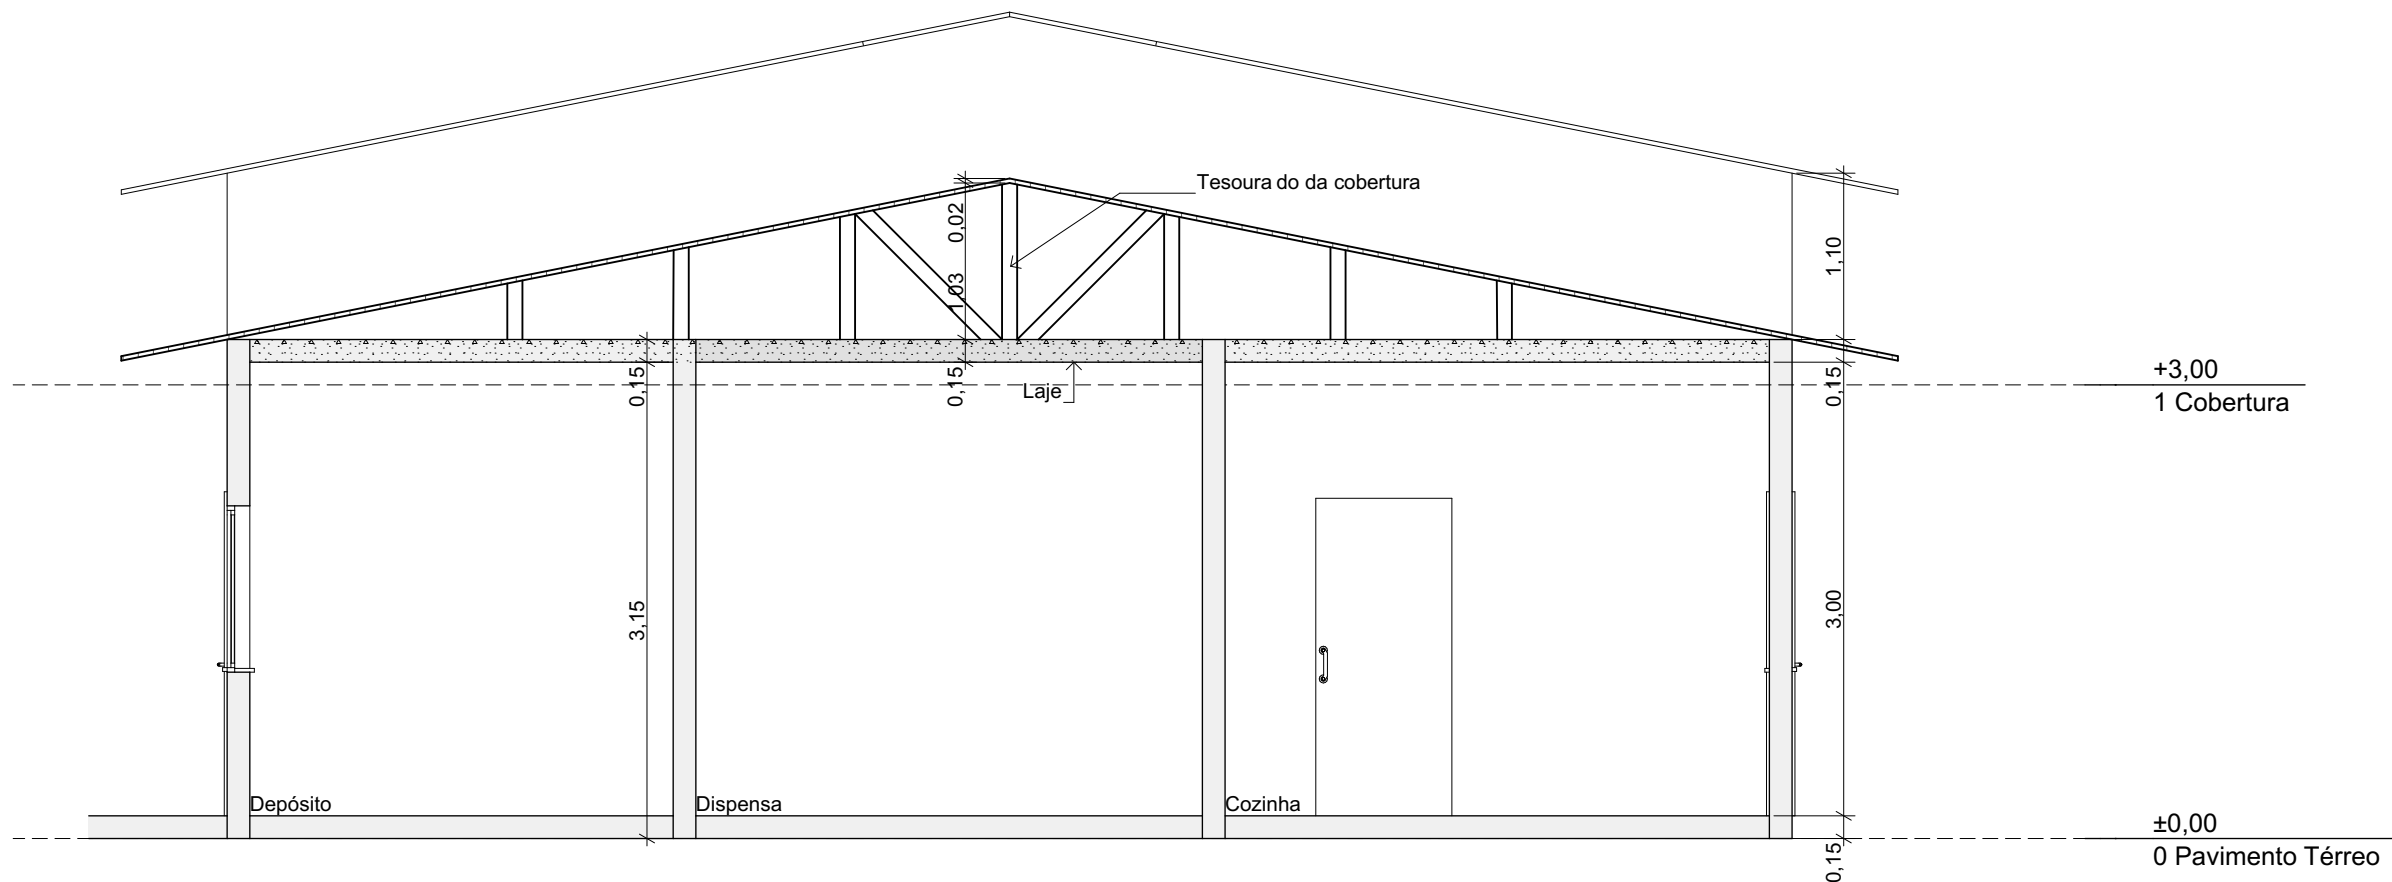 Tesoura do da cobertura
0,02
1,03
1,10
0,15
0,15
Laje
0,15
+3,00
1 Cobertura
3,15
3,00
Depósito
Dispensa
Cozinha
±0,00
0 Pavimento Térreo
0,15